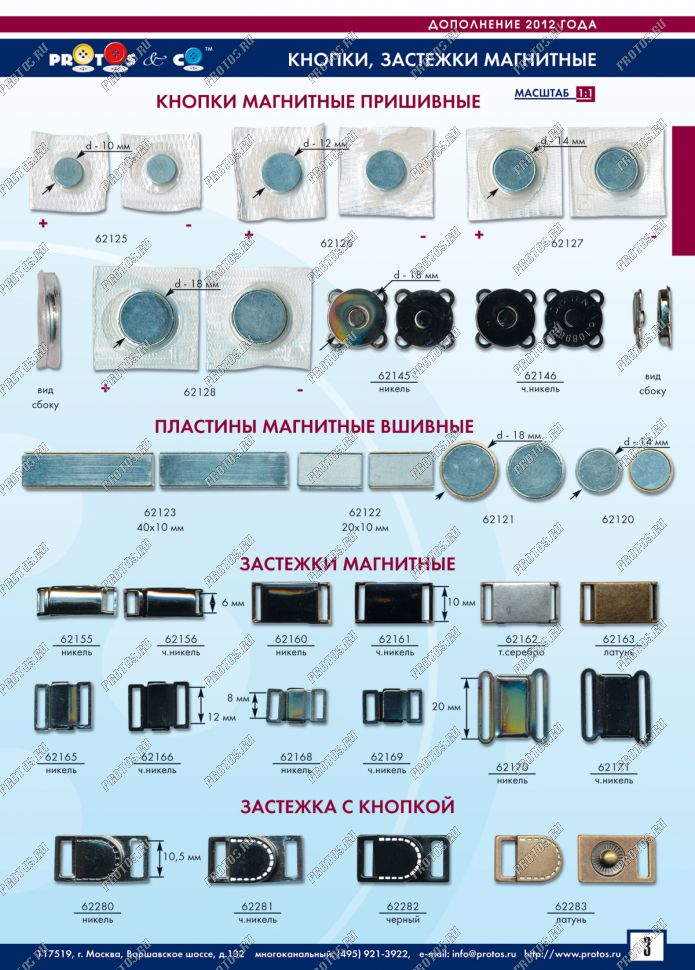 ДОПОЛНЕНИЕ 2012 ГОДА
PROTOS & CO™
КНОПКИ, ЗАСТЕЖКИ МАГНИТНЫЕ
КНОПКИ МАГНИТНЫЕ ПРИШИВНЫЕ
МАСШТАБ 1:1
d - 10 мм
d - 12 мм
d - 14 мм
+ -
62125
+ -
62126
+ -
62127
d - 18 мм
d - 18 мм
вид сбоку
+ -
62128
62145
никель
62146
ч.никель
вид сбоку
ПЛАСТИНЫ МАГНИТНЫЕ ВШИВНЫЕ
d - 18 мм
d - 14 мм
62123
40х10 мм
62122
20х10 мм
62121
62120
ЗАСТЕЖКИ МАГНИТНЫЕ
6 мм
10 мм
62155
никель
62156
ч.никель
62160
никель
62161
ч.никель
62162
т.серебро
62163
латунь
12 мм
8 мм
20 мм
62165
никель
62166
ч.никель
62168
никель
62169
ч.никель
62170
никель
62171
ч.никель
ЗАСТЕЖКА С КНОПКОЙ
10,5 мм
62280
никель
62281
ч.никель
62282
черный
62283
латунь
117519, г. Москва, Варшавское шоссе, д.132 многоканальный: (495) 921-3922, e-mail: info@protos.ru http://www.protos.ru
3
PROTOS.RU